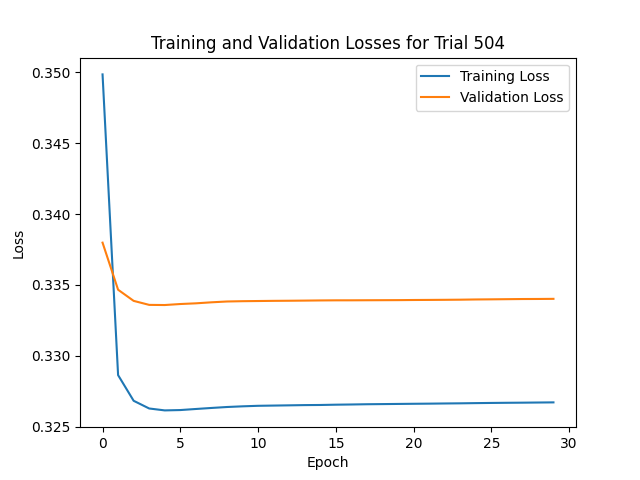 Training and Validation Losses for Trial 504
Training Loss
Validation Loss
0.350
0.345
0.340
0.335
0.330
0.325
Loss
0 5 10 15 20 25 30
Epoch